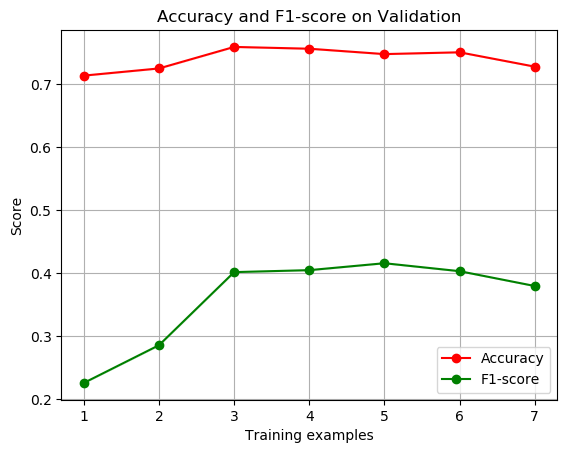 Accuracy and F1-score on Validation
0.7
0.6
0.5
0.4
0.3
0.2
Score
1 2 3 4 5 6 7
Training examples
Accuracy
F1-score